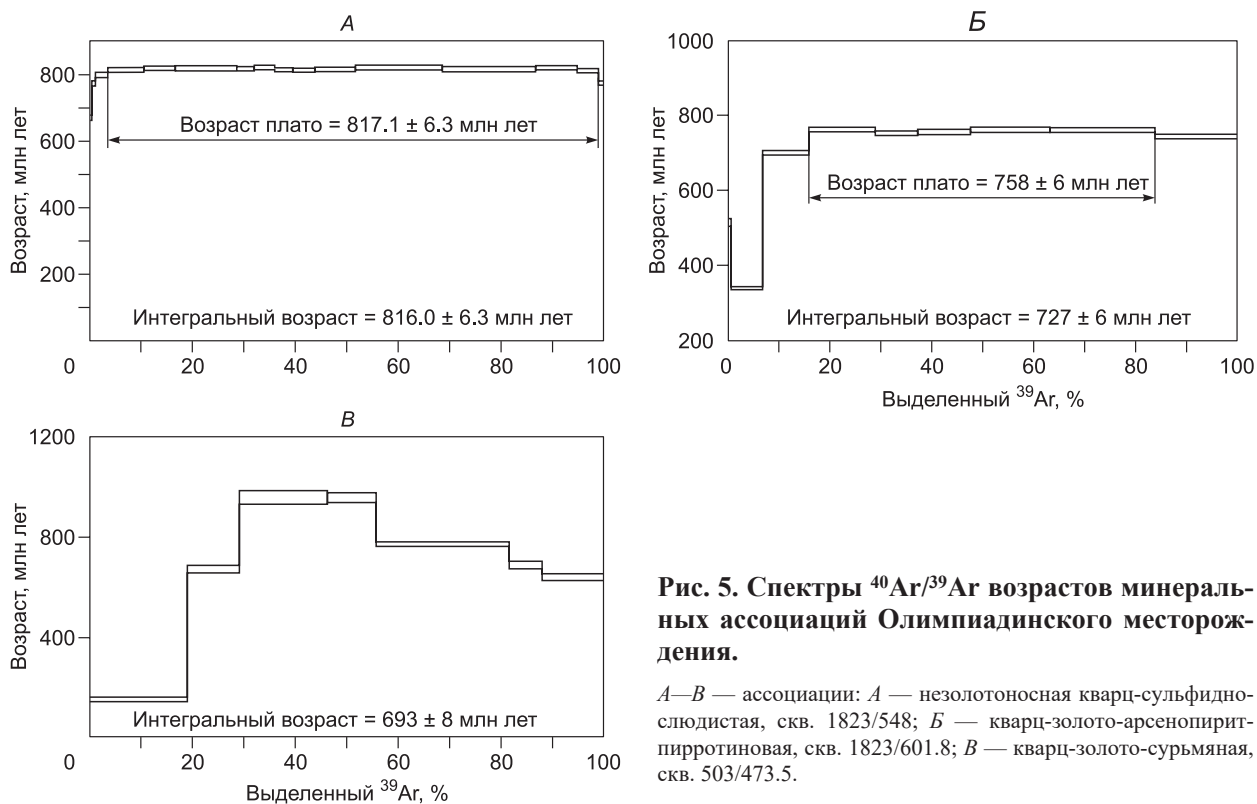 А
Возраст, млн лет
800
600
400
200
0
Возраст плато = 817.1 ± 6.3 млн лет
Интегральный возраст = 816.0 ± 6.3 млн лет
20
40
60
80
100
Б
Возраст, млн лет
1000
800
600
400
200
Возраст плато = 758 ± 6 млн лет
Интегральный возраст = 727 ± 6 млн лет
0
20
40
60
80
100
Выделенный ³⁹Ar, %
В
Возраст, млн лет
1200
800
400
0
Интегральный возраст = 693 ± 8 млн лет
20
40
60
80
100
Выделенный ³⁹Ar, %
Рис. 5. Спектры ⁴⁰Ar/³⁹Ar возрастов минераль-
ных ассоциаций Олимпиадинского месторож-
дения.
А—В — ассоциации: А — незолотоносная кварц-сульфидно-
слюдистая, скв. 1823/548; Б — кварц-золото-арсенопирит-
пирротиновая, скв. 1823/601.8; В — кварц-золото-сурьмяная,
скв. 503/473.5.